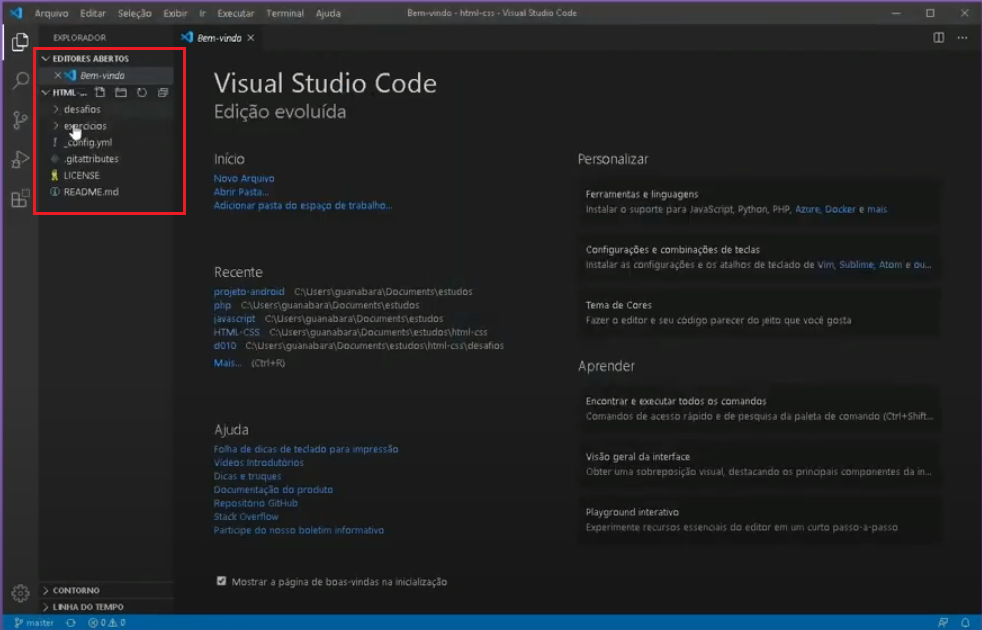 Arquivo Editar Seleção Exibir Ir Executar Terminal Ajuda
Bem-vindo - html-css - Visual Studio Code
EXPLORADOR
EDITORES ABERTOS
Bem-vindo
HTML-...
desafios
exercicios
_config.yml
.gitattributes
LICENSE
README.md
CONTORNO
LINHA DO TEMPO
Bem-vindo
Visual Studio Code
Edição evoluída
Início
Novo Arquivo
Abrir Pasta...
Adicionar pasta do espaço de trabalho...
Recente
projeto-android C:\Users\guanabara\Documents\estudos
php C:\Users\guanabara\Documents\estudos
javascript C:\Users\guanabara\Documents\estudos
HTML-CSS C:\Users\guanabara\Documents\estudos\html-css
d010 C:\Users\guanabara\Documents\estudos\html-css\desafios
Mais... (Ctrl+R)
Ajuda
Folha de dicas de teclado para impressão
Vídeos Introdutórios
Dicas e truques
Documentação do produto
Repositório GitHub
Stack Overflow
Participe do nosso boletim informativo
Mostrar a página de boas-vindas na inicialização
Personalizar
Ferramentas e linguagens
Instalar o suporte para JavaScript, Python, PHP, Azure, Docker e mais
Configurações e combinações de teclas
Instalar as configurações e os atalhos de teclado de Vim, Sublime, Atom e ou...
Tema de Cores
Fazer o editor e seu código parecer do jeito que você gosta
Aprender
Encontrar e executar todos os comandos
Comandos de acesso rápido e de pesquisa da paleta de comando (Ctrl+Shift...
Visão geral da interface
Obter uma sobreposição visual, destacando os principais componentes da in...
Playground interativo
Experimente recursos essenciais do editor em um curto passo-a-passo
master 0 0